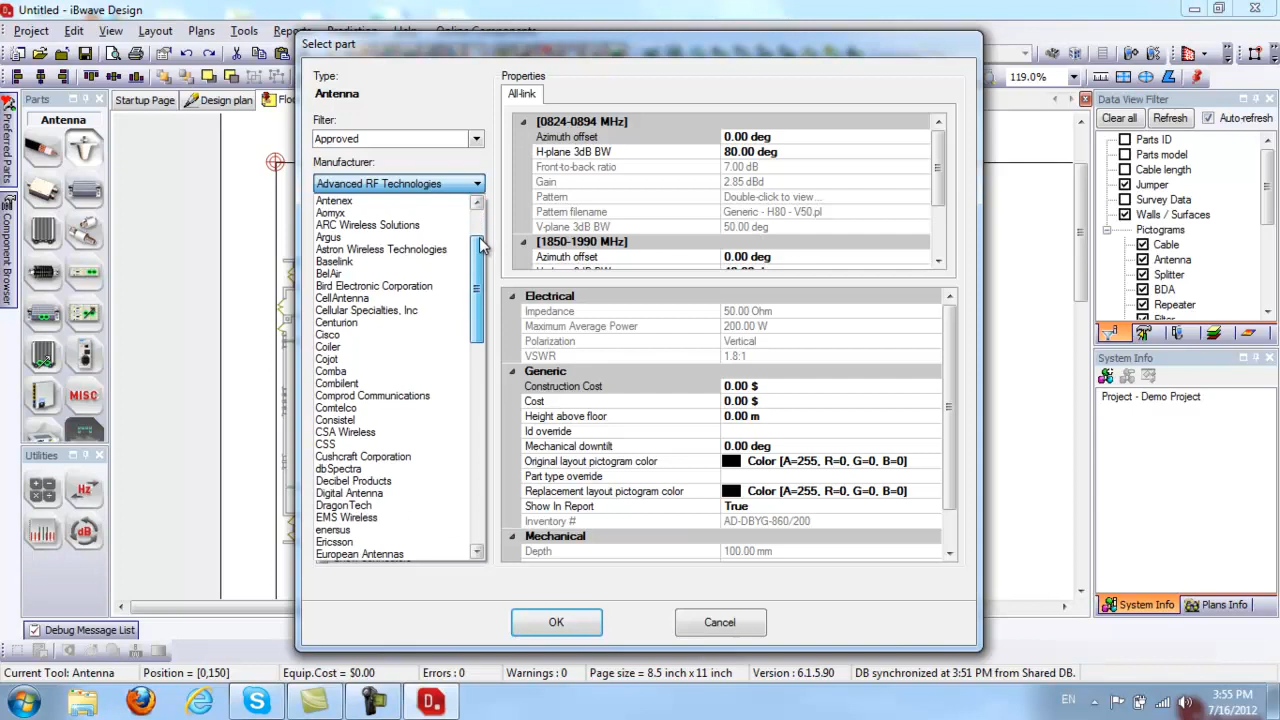 Untitled - iBwave Design
Project Edit View Layout Plans Tools
119.0%
Startup Page Design plan
Parts
Antenna
MISC
Utilities
Hz
dB
Preferred Parts
Component Browser
Select part
Type:
Antenna
Filter:
Approved
Manufacturer:
Advanced RF Technologies
Antenex
Aomyx
ARC Wireless Solutions
Argus
Astron Wireless Technologies
Baselink
BelAir
Bird Electronic Corporation
CellAntenna
Cellular Specialties, Inc
Centurion
Cisco
Coiler
Cojot
Comba
Combilent
Comprod Communications
Comtelco
Consistel
CSA Wireless
CSS
Cushcraft Corporation
dbSpectra
Decibel Products
Digital Antenna
DragonTech
EMS Wireless
enersus
Ericsson
European Antennas
Properties
All-link
[0824-0894 MHz]
Azimuth offset 0.00 deg
H-plane 3dB BW 80.00 deg
Front-to-back ratio 7.00 dB
Gain 2.85 dBd
Pattern Double-click to view...
Pattern filename Generic - H80 - V50.pl
V-plane 3dB BW 50.00 deg
[1850-1990 MHz]
Azimuth offset 0.00 deg
Electrical
Impedance 50.00 Ohm
Maximum Average Power 200.00 W
Polarization Vertical
VSWR 1.8:1
Generic
Construction Cost 0.00 $
Cost 0.00 $
Height above floor 0.00 m
Id override
Mechanical downtilt 0.00 deg
Original layout pictogram color Color [A=255, R=0, G=0, B=0]
Part type override
Replacement layout pictogram color Color [A=255, R=0, G=0, B=0]
Show In Report True
Inventory # AD-DBYG-860/200
Mechanical
Depth 100.00 mm
OK Cancel
Data View Filter
Clear all Refresh Auto-refresh
Parts ID
Parts model
Cable length
Jumper
Survey Data
Walls / Surfaces
Pictograms
Cable
Antenna
Splitter
BDA
Repeater
System Info
Project - Demo Project
System Info Plans Info
Debug Message List
Current Tool: Antenna Position = [0,150] Equip.Cost = $0.00 Errors : 0 Warnings : 0 Page size = 8.5 inch x 11 inch Version : 6.1.5.90 DB synchronized at 3:51 PM from Shared DB.
EN
3:55 PM
7/16/2012